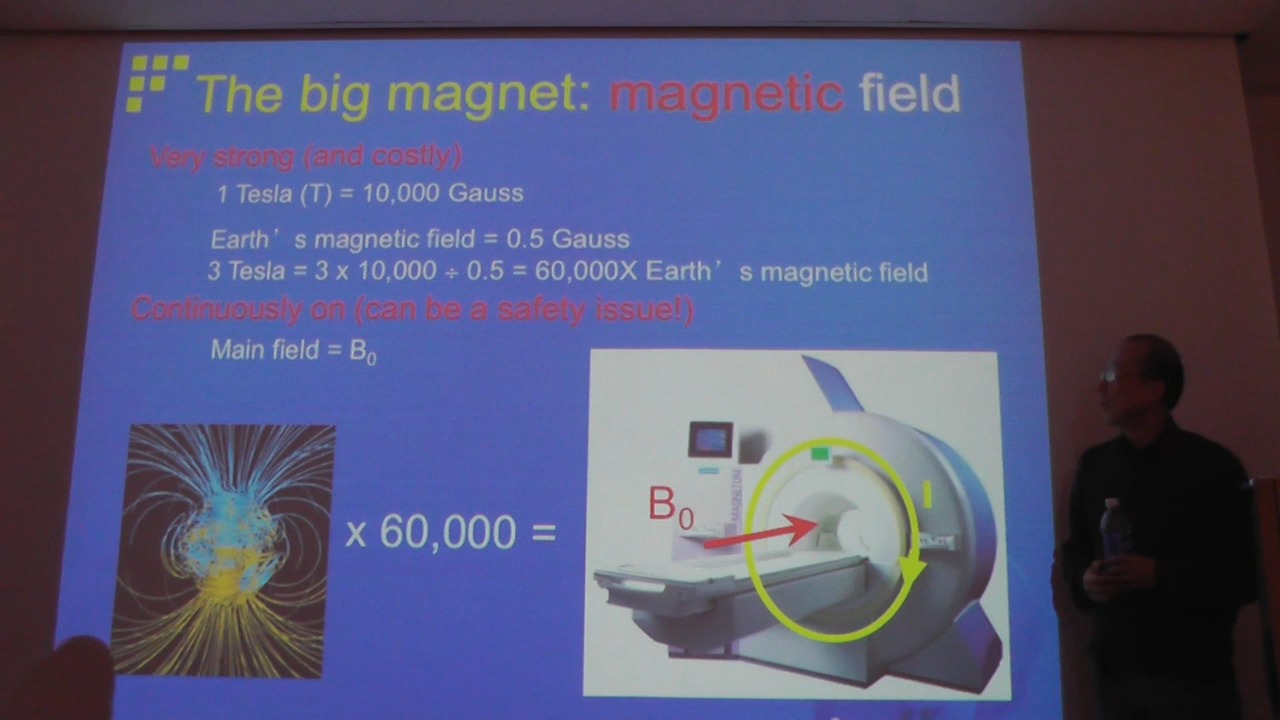 The big magnet: magnetic field
Very strong (and costly)
1 Tesla (T) = 10,000 Gauss
Earth’ s magnetic field = 0.5 Gauss
3 Tesla = 3 x 10,000 ÷ 0.5 = 60,000X Earth’ s magnetic field
Continuously on (can be a safety issue!)
Main field = B₀
x 60,000 =
B₀
MAGNETOM
I